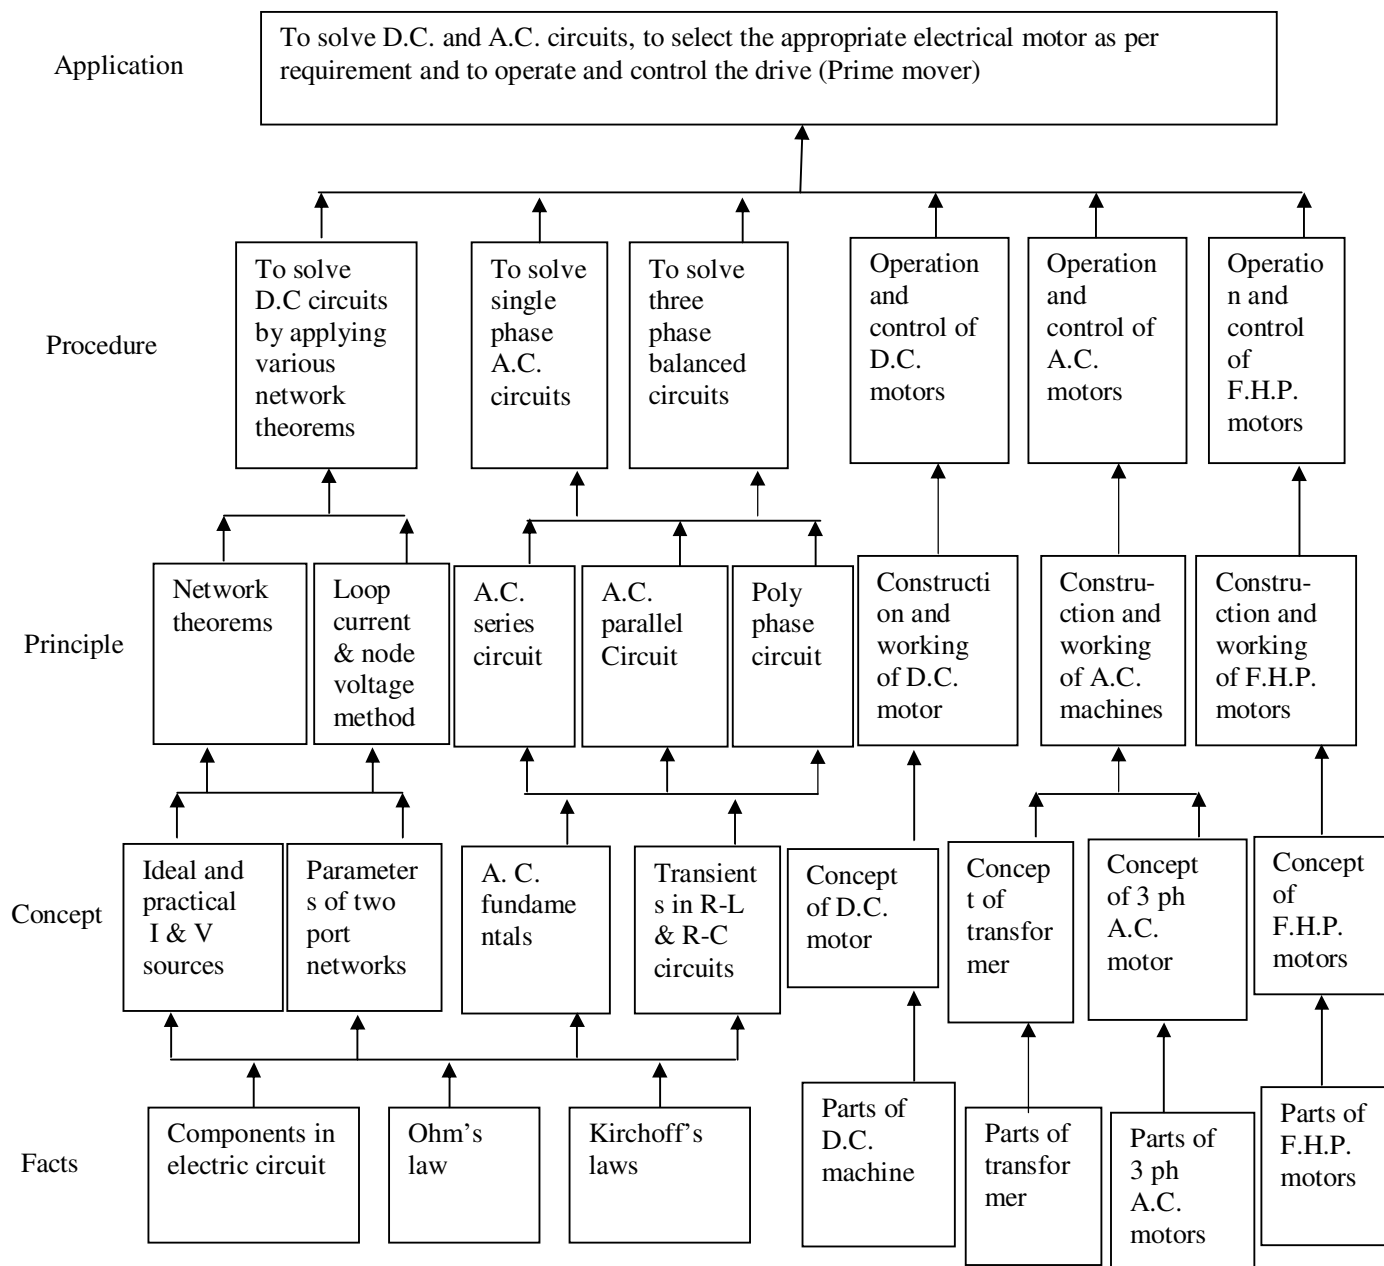 Application
To solve D.C. and A.C. circuits, to select the appropriate electrical motor as per
requirement and to operate and control the drive (Prime mover)
Procedure
To solve
D.C circuits
by applying
various
network
theorems
To solve
single
phase
A.C.
circuits
To solve
three
phase
balanced
circuits
Operation
and
control of
D.C.
motors
Operation
and
control of
A.C.
motors
Operatio
n and
control
of
F.H.P.
motors
Principle
Network
theorems
Loop
current
& node
voltage
method
A.C.
series
circuit
A.C.
parallel
Circuit
Poly
phase
circuit
Constructi
on and
working
of D.C.
motor
Constru-
ction and
working
of A.C.
machines
Constru-
ction and
working
of F.H.P.
motors
Concept
Ideal and
practical
I & V
sources
Parameter
s of two
port
networks
A. C.
fundame
ntals
Transient
s in R-L
& R-C
circuits
Concept
of D.C.
motor
Concep
t of
transfor
mer
Concept
of 3 ph
A.C.
motor
Concept
of
F.H.P.
motors
Facts
Components in
electric circuit
Ohm's
law
Kirchoff's
laws
Parts of
D.C.
machine
Parts of
transfor
mer
Parts of
3 ph
A.C.
motors
Parts of
F.H.P.
motors